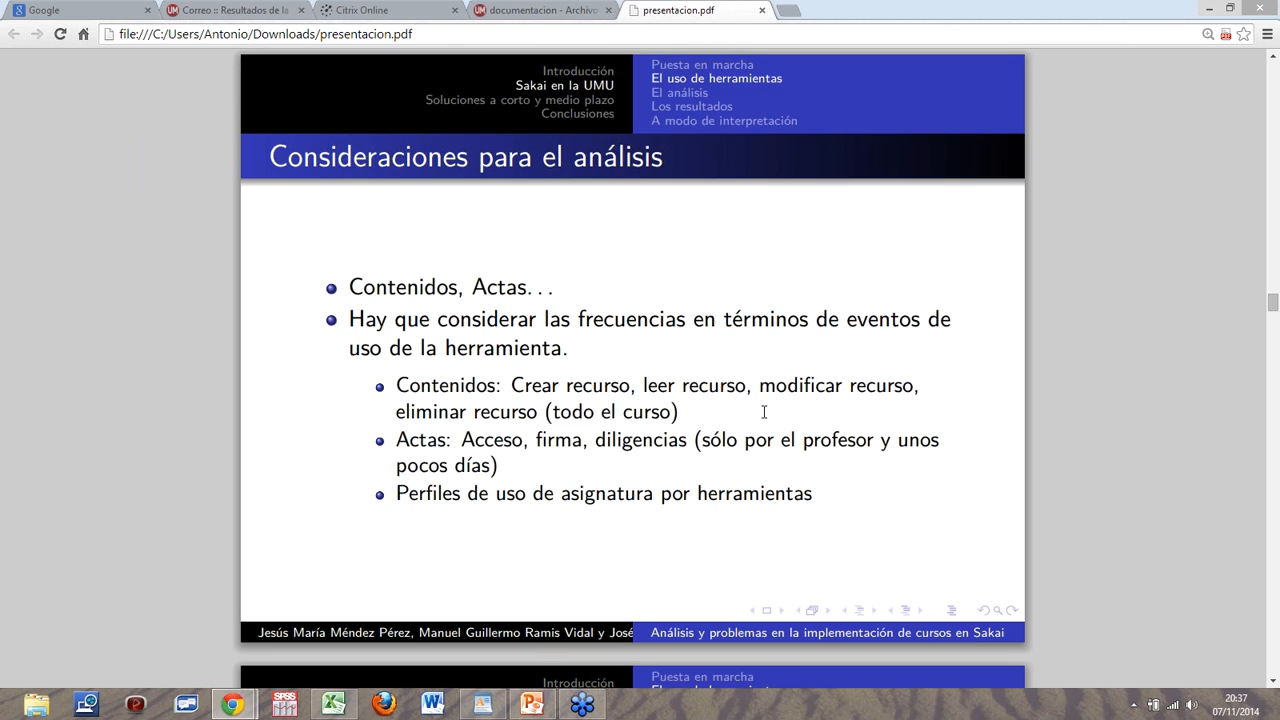 Google
Correo :: Resultados de la
Citrix Online
documentacion - Archivo
presentacion.pdf
file:///C:/Users/Antonio/Downloads/presentacion.pdf
Introducción
Sakai en la UMU
Soluciones a corto y medio plazo
Conclusiones
Puesta en marcha
El uso de herramientas
El análisis
Los resultados
A modo de interpretación
Consideraciones para el análisis
Contenidos, Actas...
Hay que considerar las frecuencias en términos de eventos de
uso de la herramienta.
Contenidos: Crear recurso, leer recurso, modificar recurso,
eliminar recurso (todo el curso)
Actas: Acceso, firma, diligencias (sólo por el profesor y unos
pocos días)
Perfiles de uso de asignatura por herramientas
Jesús María Méndez Pérez, Manuel Guillermo Ramis Vidal y José
Análisis y problemas en la implementación de cursos en Sakai
Introducción
Puesta en marcha
SPSS
20:37
07/11/2014